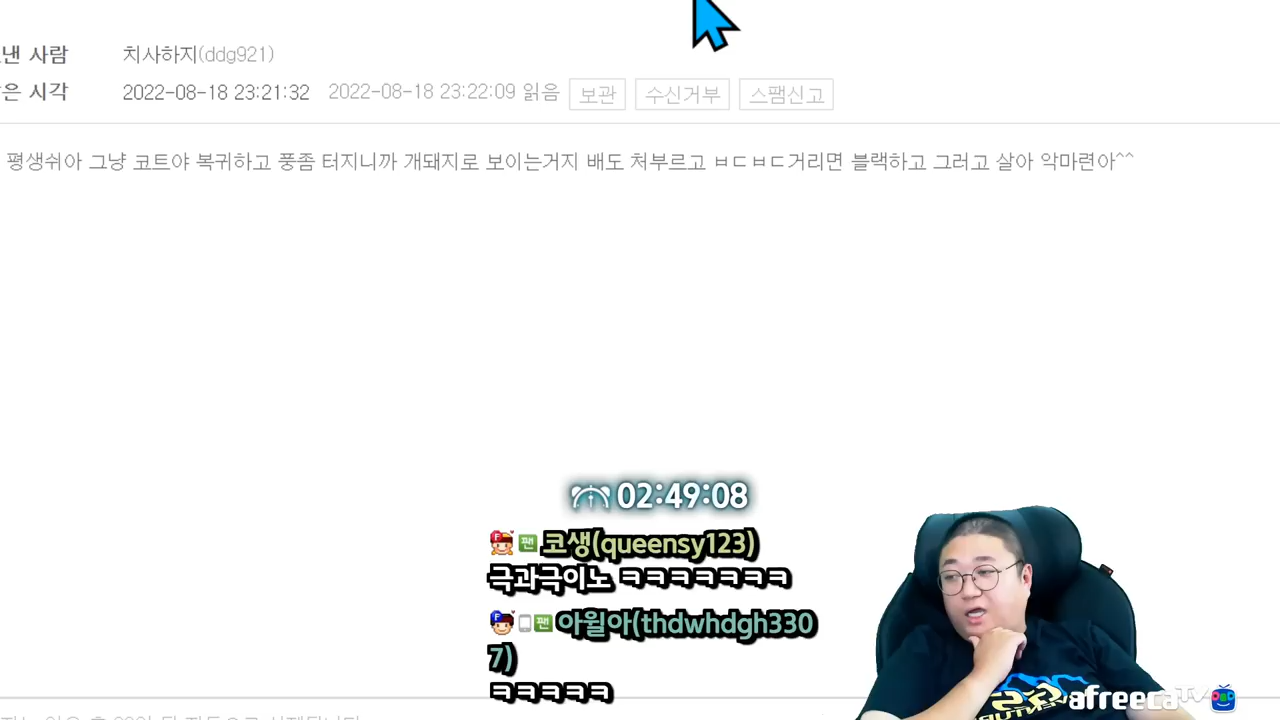 낸 사람 치사하지(ddg921)
은 시각 2022-08-18 23:21:32 2022-08-18 23:22:09 읽음 보관 수신거부 스팸신고
평생쉬아 그냥 코트야 복귀하고 풍좀 터지니까 개돼지로 보이는거지 배도 처부르고 ㅂㄷㅂㄷ거리면 블랙하고 그러고 살아 악마련아^^
02:49:08
코생(queensy123)
극과극이노 ㅋㅋㅋㅋㅋㅋㅋ
아윌아(thdwhdgh330
7)
ㅋㅋㅋㅋㅋ
afreecaTV